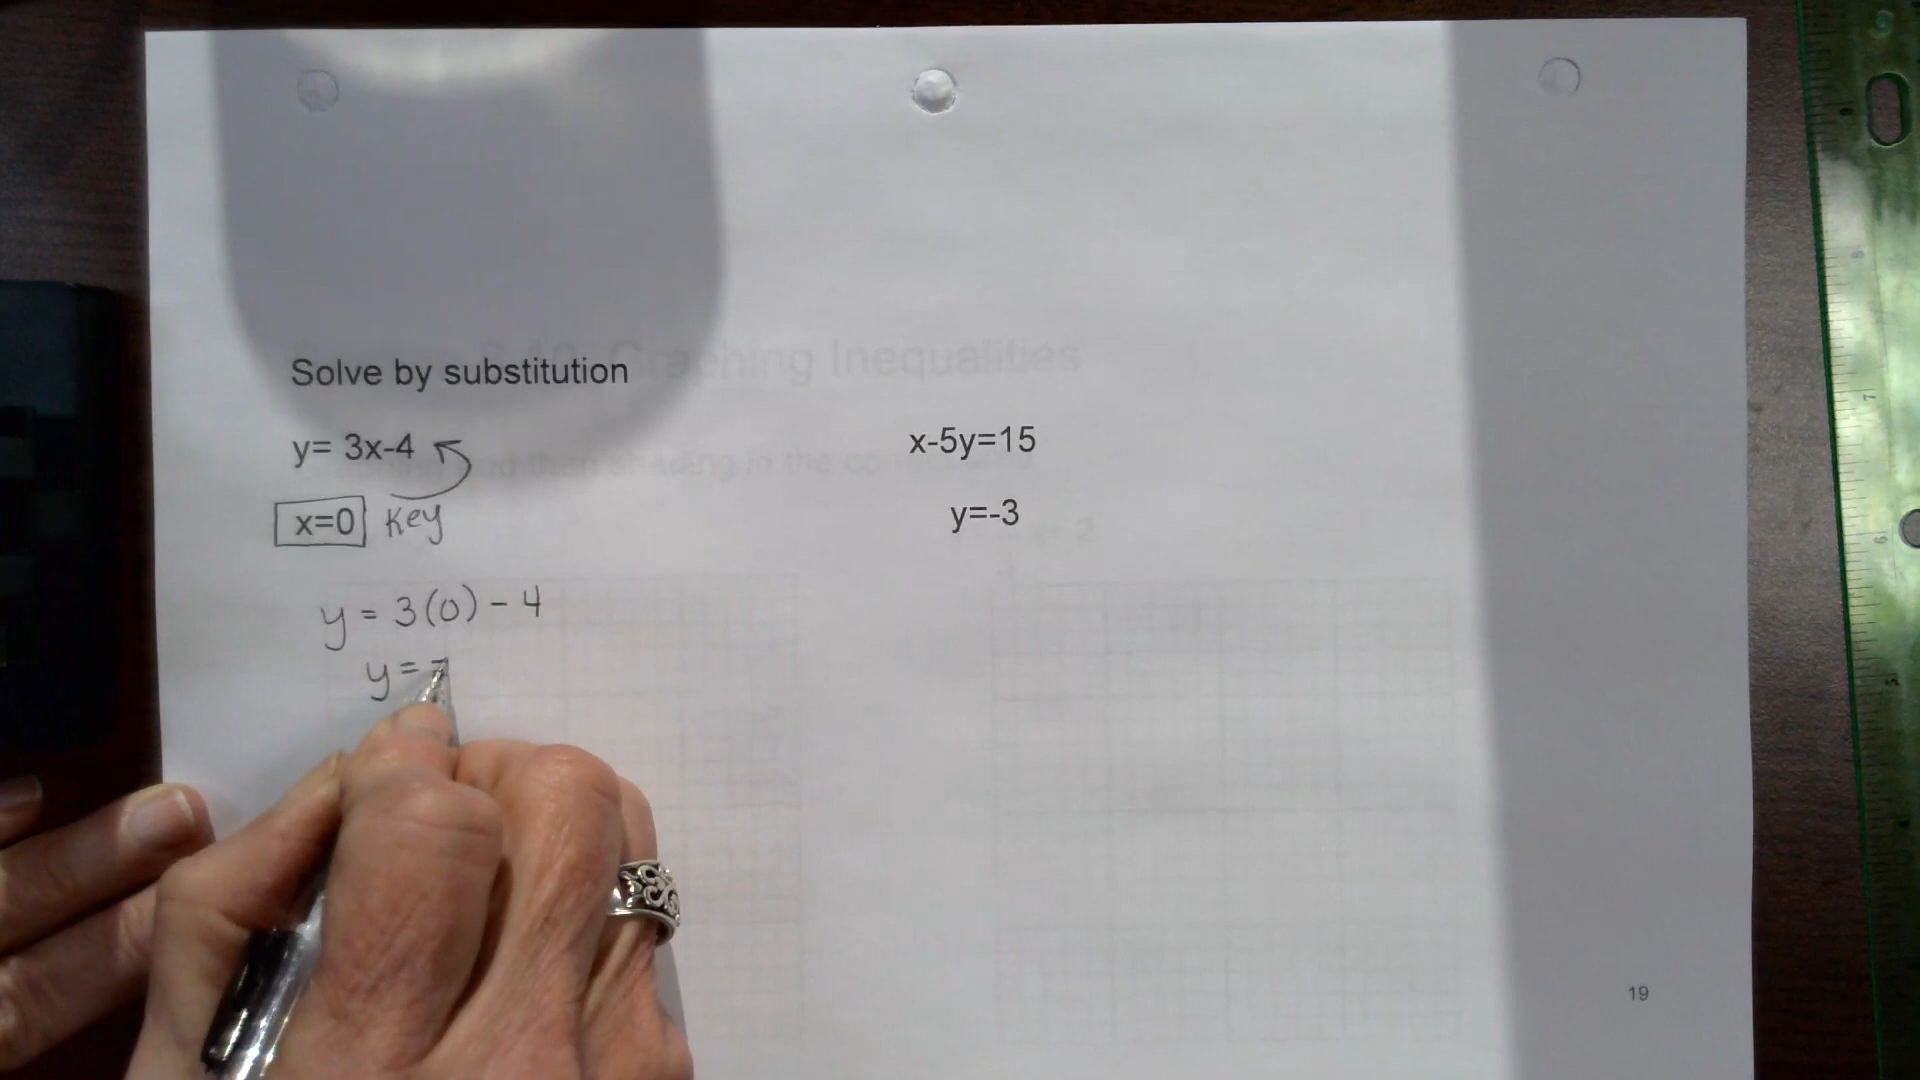 Solve by substitution
y= 3x-4
x=0 Key
y = 3(0) - 4
y = -
x-5y=15
y=-3
19